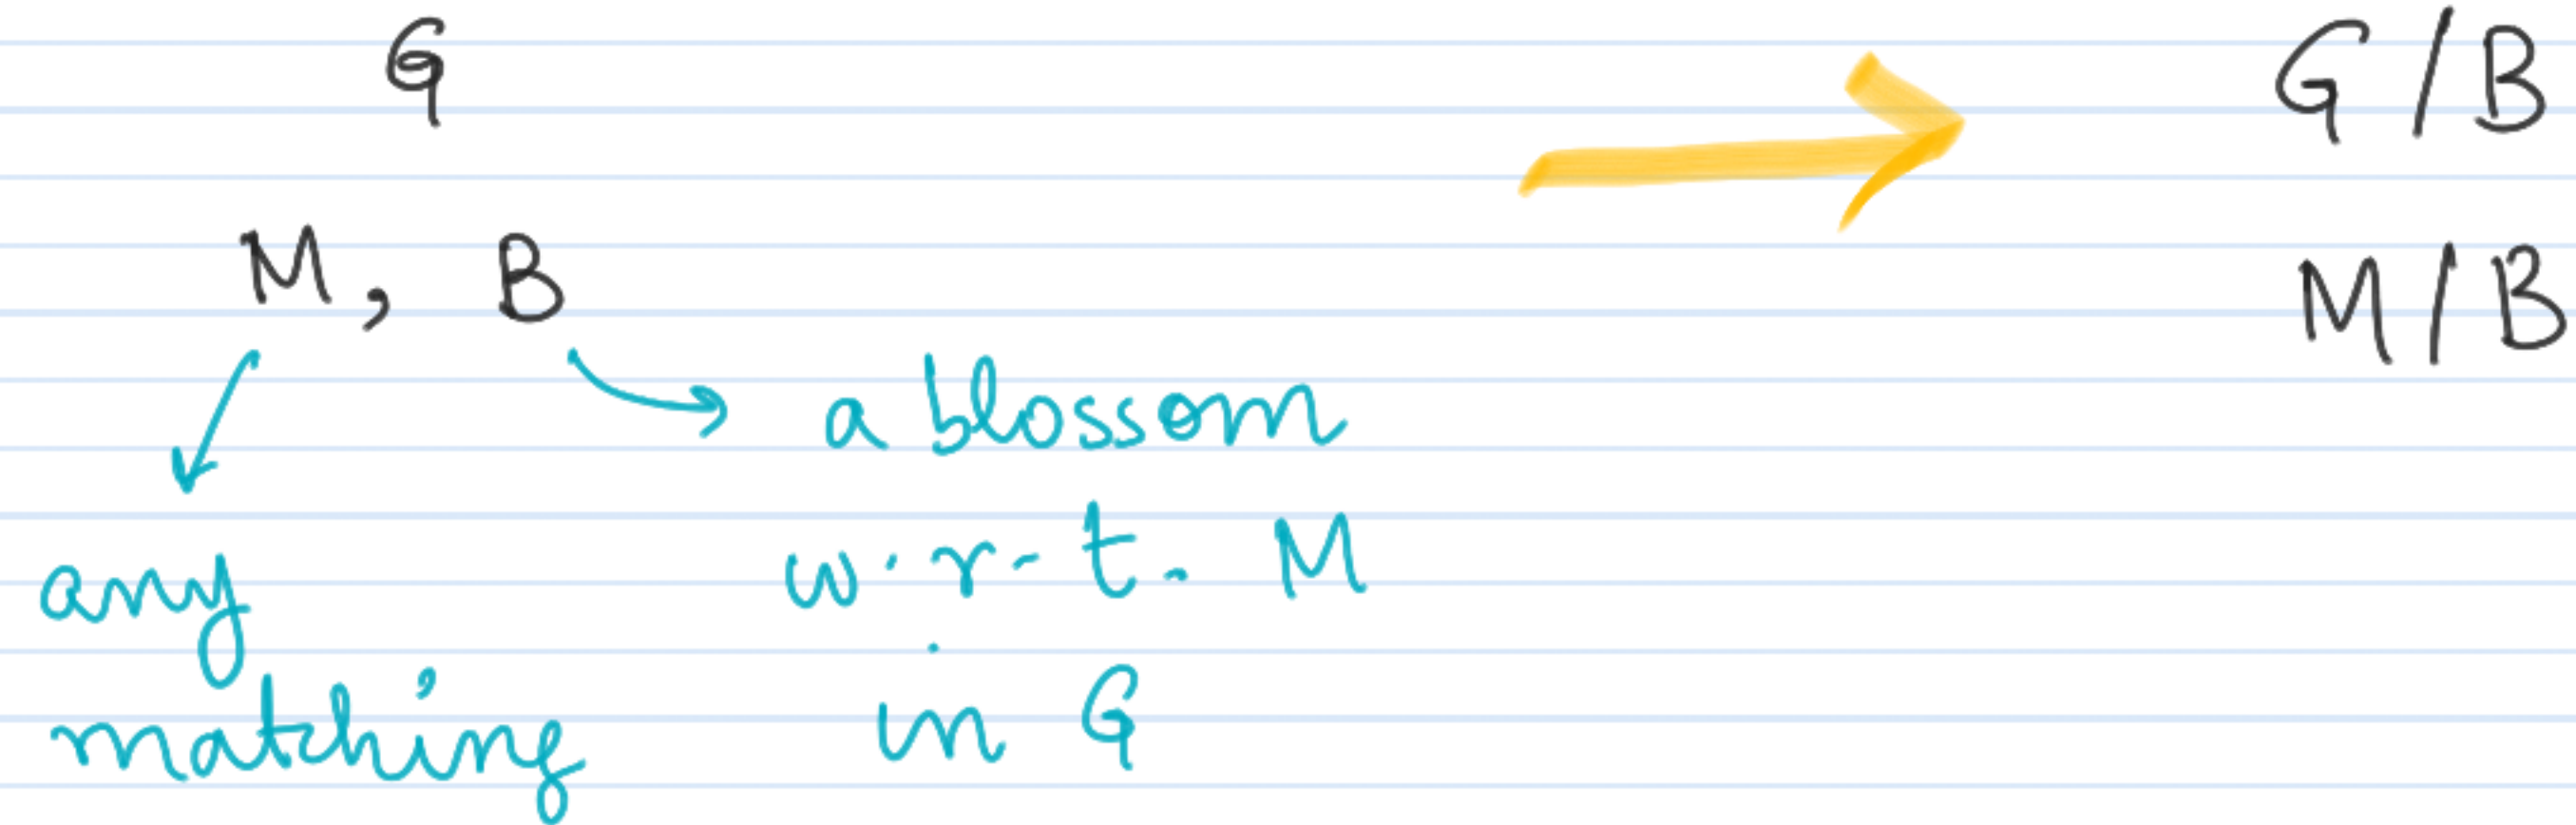 G
G/B
M, B
M/B
a blossom
w.r.t. M
in G
any
matching